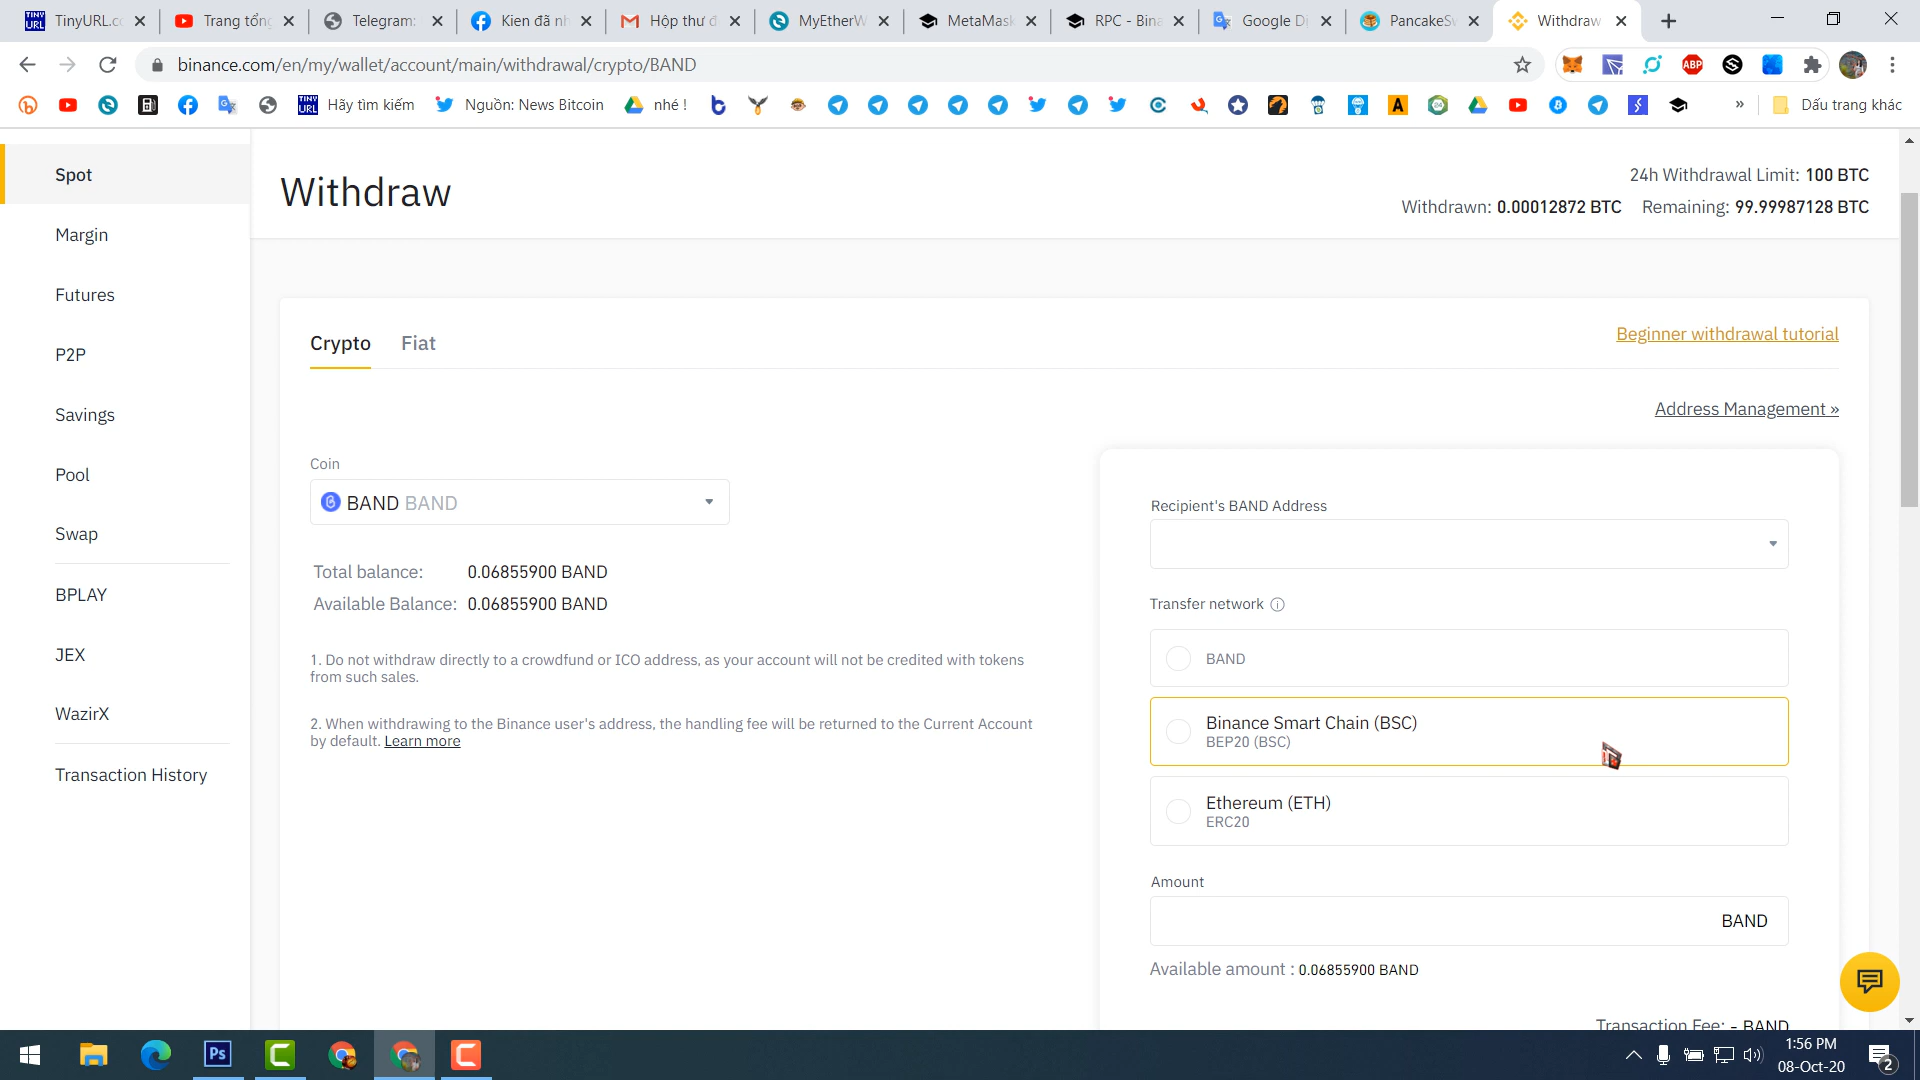 TinyURL.co
Trang tổng
Telegram:
Kien đã nh
Hộp thư đ
MyEtherW
MetaMask
RPC - Bina
Google Dị
PancakeSw
Withdraw
binance.com/en/my/wallet/account/main/withdrawal/crypto/BAND
ABP
TINY
URL
Hãy tìm kiếm
Nguồn: News Bitcoin
nhé !
»
Dấu trang khác
Spot
Margin
Futures
P2P
Savings
Pool
Swap
BPLAY
JEX
WazirX
Transaction History
Withdraw
24h Withdrawal Limit: 100 BTC
Withdrawn: 0.00012872 BTC Remaining: 99.99987128 BTC
Crypto Fiat
Beginner withdrawal tutorial
Address Management »
Coin
BAND BAND
Total balance: 0.06855900 BAND
Available Balance: 0.06855900 BAND
1. Do not withdraw directly to a crowdfund or ICO address, as your account will not be credited with tokens
from such sales.
2. When withdrawing to the Binance user's address, the handling fee will be returned to the Current Account
by default. Learn more
Recipient's BAND Address
Transfer network
BAND
Binance Smart Chain (BSC)
BEP20 (BSC)
Ethereum (ETH)
ERC20
Amount
BAND
Available amount : 0.06855900 BAND
Transaction Fee: - BAND
Ps
1:56 PM
08-Oct-20
2